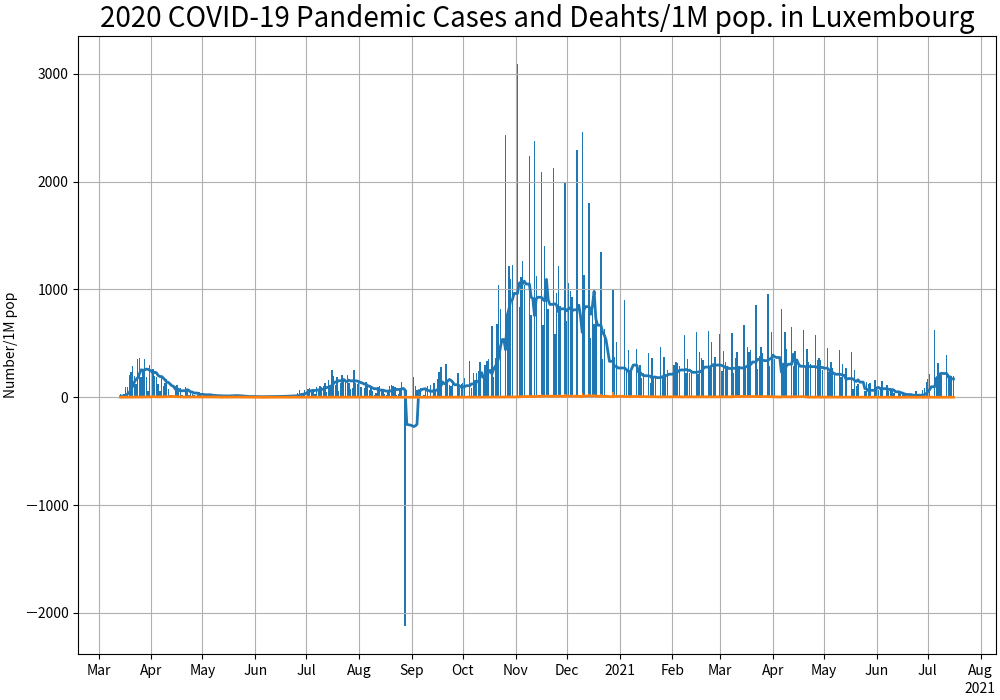 2020 COVID-19 Pandemic Cases and Deahts/1M pop. in Luxembourg
Number/1M pop
3000
2000
1000
0
−1000
−2000
Mar Apr May Jun Jul Aug Sep Oct Nov Dec 2021 Feb Mar Apr May Jun Jul Aug
2021